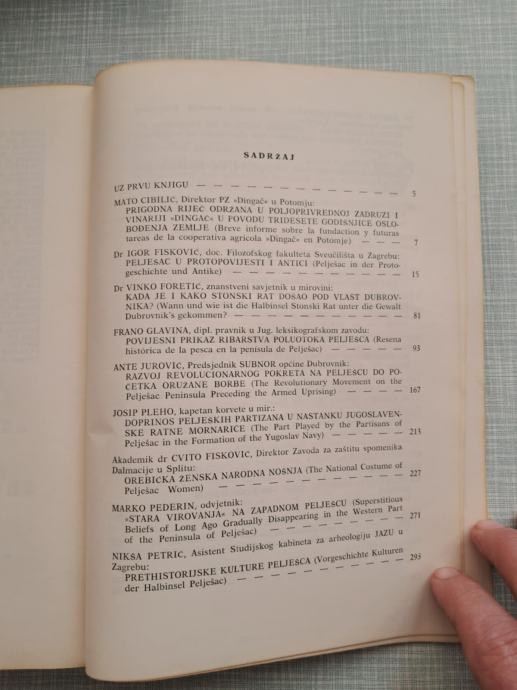 SADRŽAJ
UZ PRVU KNJIGU — — — — — — — — — — — 5
MATO CIBILIĆ, Direktor PZ »Dingač« u Potomju:
PRIGODNA RIJEČ ODRŽANA U POLJOPRIVREDNOJ ZADRUZI I
VINARIJI »DINGAČ« U POVODU TRIDESETE GODIŠNJICE OSLO-
BOĐENJA ZEMLJE (Breve informe sobre la fundaction y futuras
tareas de la cooperativa agricola »Dingač« en Potomje) — — — 7
Dr IGOR FISKOVIĆ, doc. Filozofskog fakulteta Sveučilišta u Zagrebu:
PELJEŠAC U PROTOPOVIJESTI I ANTICI (Pelješac in der Proto-
geschichte und Antike) — — — — — — — — — 15
Dr VINKO FORETIĆ, znanstveni savjetnik u mirovini:
KADA JE I KAKO STONSKI RAT DOŠAO POD VLAST DUBROV-
NIKA? (Wann und wie ist die Halbinsel Stonski Rat unter die Gewalt
Dubrovnik's gekommen? — — — — — — — — — 81
FRANO GLAVINA, dipl. pravnik u Jug. leksikografskom zavodu:
POVIJESNI PRIKAZ RIBARSTVA POLUOTOKA PELJEŠCA (Resena
histórica de la pesca en la penisula de Pelješac) — — — — 93
ANTE JUROVIĆ, Predsjednik SUBNOR općine Dubrovnik:
RAZVOJ REVOLUCIONARNOG POKRETA NA PELJEŠCU DO PO-
ČETKA ORUŽANE BORBE (The Revolutionary Movement on the
Pelješac Peninsula Preceding the Armed Uprising) — — — — 167
JOSIP PLEHO, kapetan korvete u mir.:
DOPRINOS PELJEŠKIH PARTIZANA U NASTANKU JUGOSLAVEN-
SKE RATNE MORNARICE (The Part Played by the Partisans of
Pelješac in the Formation of the Yugoslav Navy) — — — — 213
Akademik dr CVITO FISKOVIĆ, Direktor Zavoda za zaštitu spomenika
Dalmacije u Splitu:
OREBIĆKA ŽENSKA NARODNA NOŠNJA (The National Costume of
Pelješac Women) — — — — — — — — — 227
MARKO PEDERIN, odvjetnik:
»STARA VIROVANJA« NA ZAPADNOM PELJEŠCU (Superstitious
Beliefs of Long Ago Gradually Disappearing in the Western Part
of the Peninsula of Pelješac) — — — — — — — 271
NIKŠA PETRIĆ, Asistent Studijskog kabineta za arheologiju JAZU u
Zagrebu:
PRETHISTORIJSKE KULTURE PELJEŠCA (Vorgeschichte Kulturen
der Halbinsel Pelješac) — — — — — — — — 295